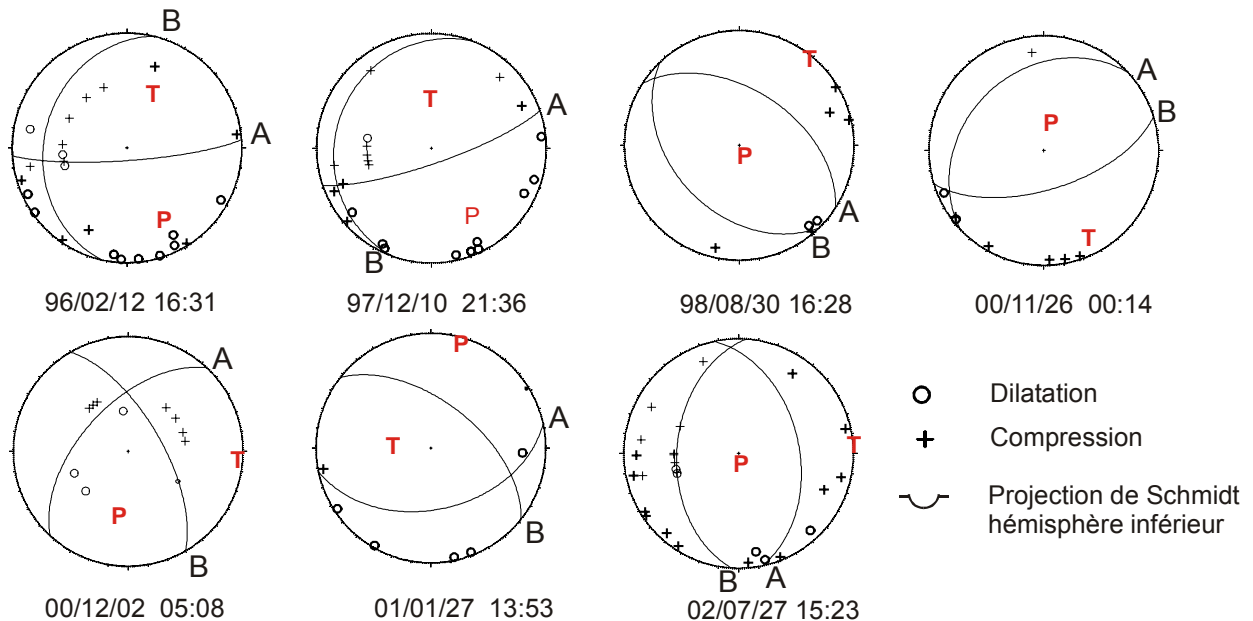 B
T
A
P
96/02/12 16:31
T
A
P
B
97/12/10 21:36
T
P
A
B
98/08/30 16:28
A
B
P
T
00/11/26 00:14
A
T
P
B
00/12/02 05:08
P
A
T
B
01/01/27 13:53
T
P
B A
02/07/27 15:23
Dilatation
Compression
Projection de Schmidt
hémisphère inférieur